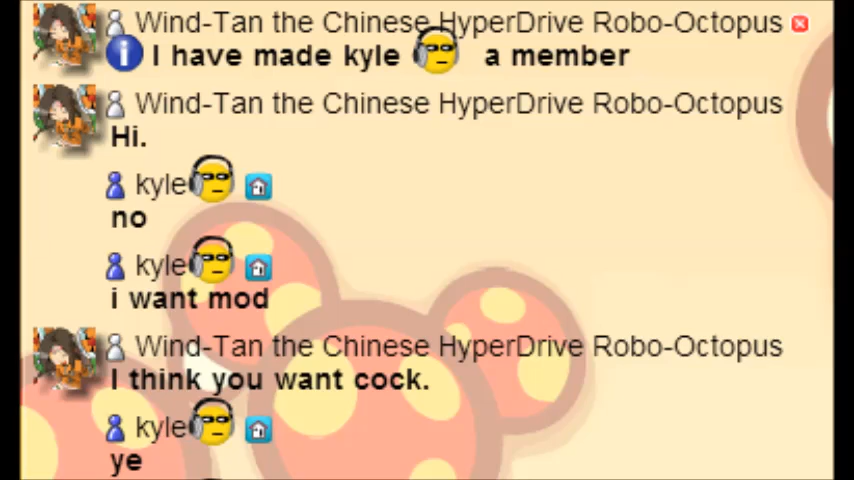 Wind-Tan the Chinese HyperDrive Robo-Octopus
I have made kyle a member
Wind-Tan the Chinese HyperDrive Robo-Octopus
Hi.
kyle
no
kyle
i want mod
Wind-Tan the Chinese HyperDrive Robo-Octopus
I think you want cock.
kyle
ye